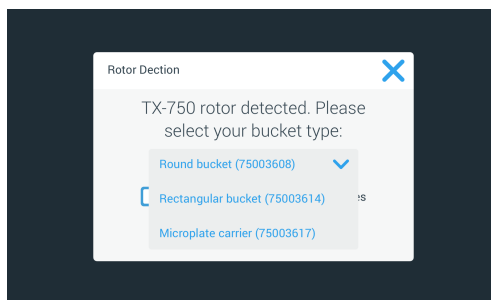 Rotor Dection
TX-750 rotor detected. Please
select your bucket type:
Round bucket (75003608)
Rectangular bucket (75003614)
Microplate carrier (75003617)